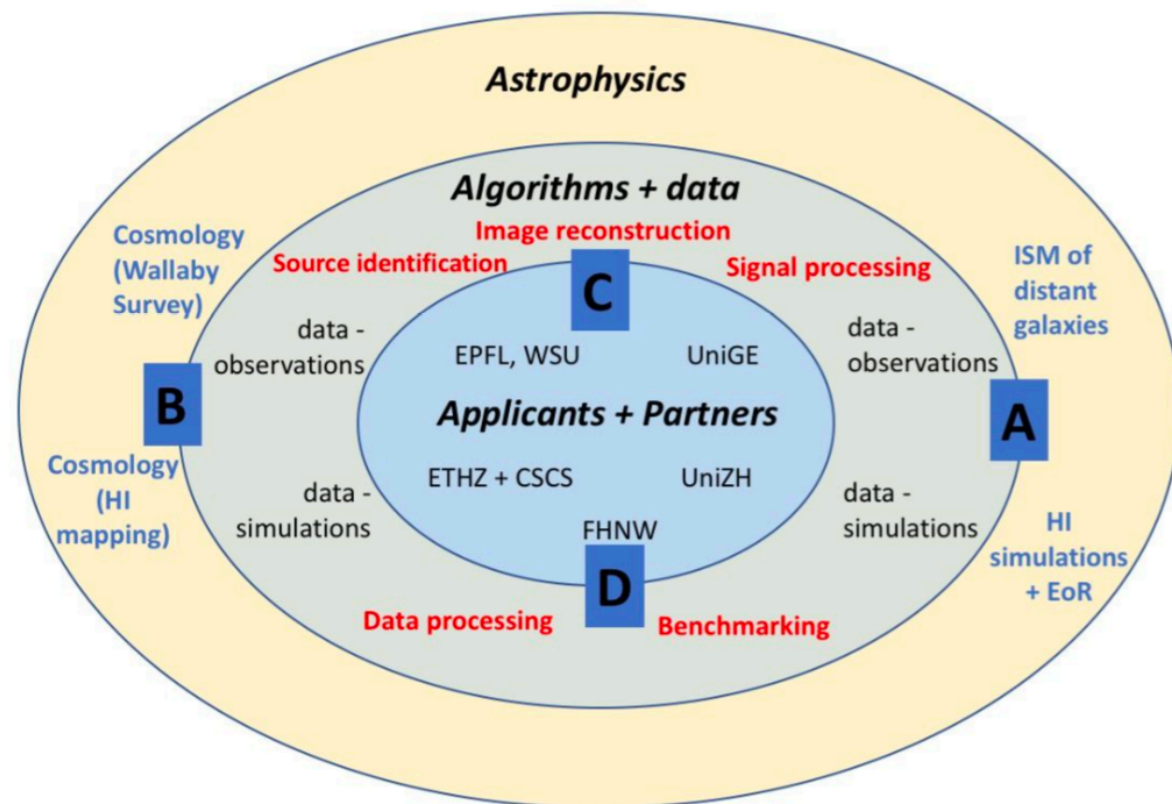 Astrophysics
Algorithms + data
Image reconstruction
Source identification
Signal processing
Cosmology
(Wallaby
Survey)
ISM of
distant
galaxies
C
data -
observations
EPFL, WSU
UniGE
data -
observations
B
Applicants + Partners
A
Cosmology
(HI
mapping)
data -
simulations
ETHZ + CSCS
UniZH
data -
simulations
FHNW
HI
simulations
+ EoR
D
Data processing
Benchmarking